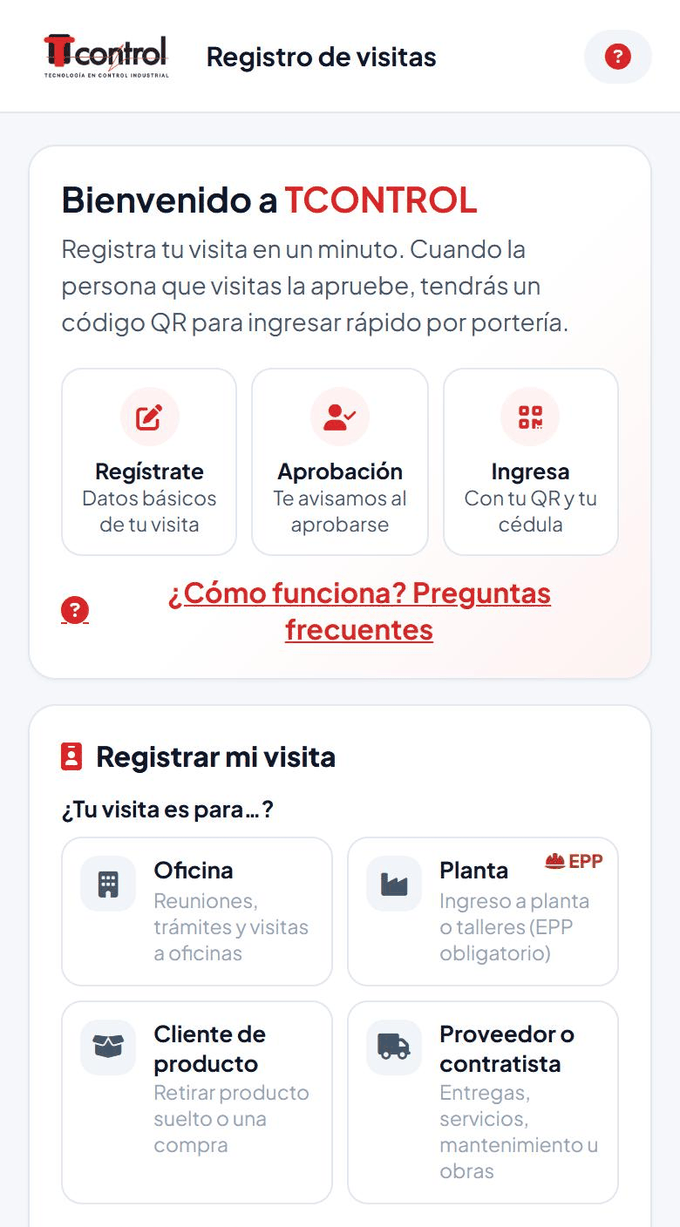 Tcontrol
TECNOLOGÍA EN CONTROL INDUSTRIAL
Registro de visitas
?
Bienvenido a TCONTROL
Registra tu visita en un minuto. Cuando la
persona que visitas la apruebe, tendrás un
código QR para ingresar rápido por portería.
Regístrate
Datos básicos
de tu visita
Aprobación
Te avisamos al
aprobarse
Ingresa
Con tu QR y tu
cédula
?
¿Cómo funciona? Preguntas
frecuentes
Registrar mi visita
¿Tu visita es para…?
Oficina
Reuniones,
trámites y visitas
a oficinas
Planta
EPP
Ingreso a planta
o talleres (EPP
obligatorio)
Cliente de
producto
Retirar producto
suelto o una
compra
Proveedor o
contratista
Entregas,
servicios,
mantenimiento u
obras